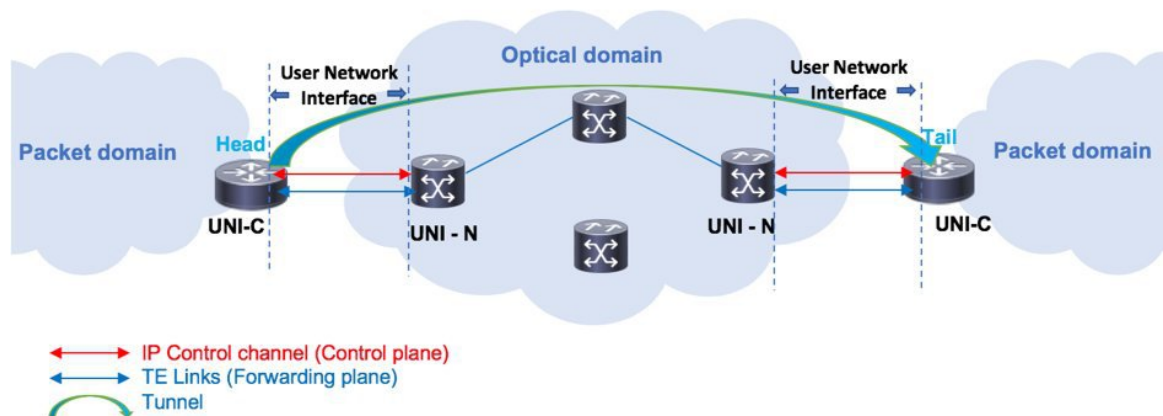 Optical domain
User Network
Interface
User Network
Interface
Packet domain
Head
Tail
Packet domain
UNI-C
UNI - N
UNI - N
UNI-C
IP Control channel (Control plane)
TE Links (Forwarding plane)
Tunnel